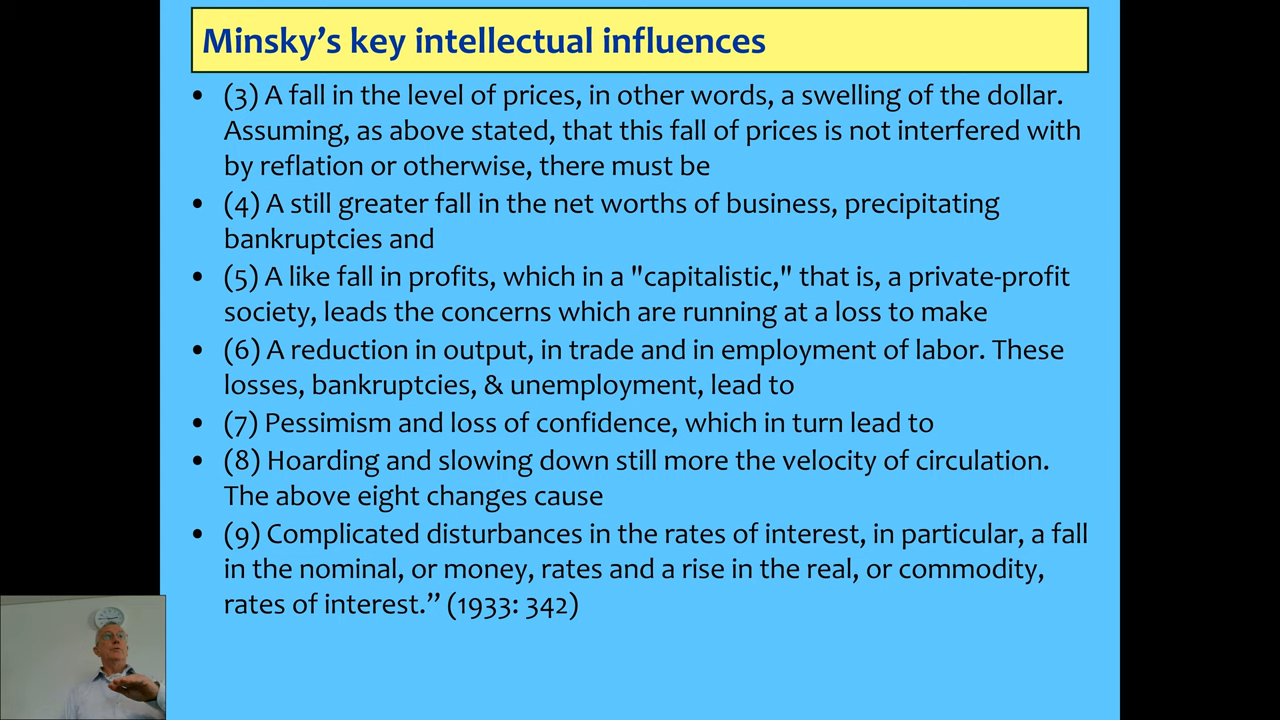 Minsky’s key intellectual influences
• (3) A fall in the level of prices, in other words, a swelling of the dollar.
Assuming, as above stated, that this fall of prices is not interfered with
by reflation or otherwise, there must be
• (4) A still greater fall in the net worths of business, precipitating
bankruptcies and
• (5) A like fall in profits, which in a "capitalistic," that is, a private-profit
society, leads the concerns which are running at a loss to make
• (6) A reduction in output, in trade and in employment of labor. These
losses, bankruptcies, & unemployment, lead to
• (7) Pessimism and loss of confidence, which in turn lead to
• (8) Hoarding and slowing down still more the velocity of circulation.
The above eight changes cause
• (9) Complicated disturbances in the rates of interest, in particular, a fall
in the nominal, or money, rates and a rise in the real, or commodity,
rates of interest.” (1933: 342)